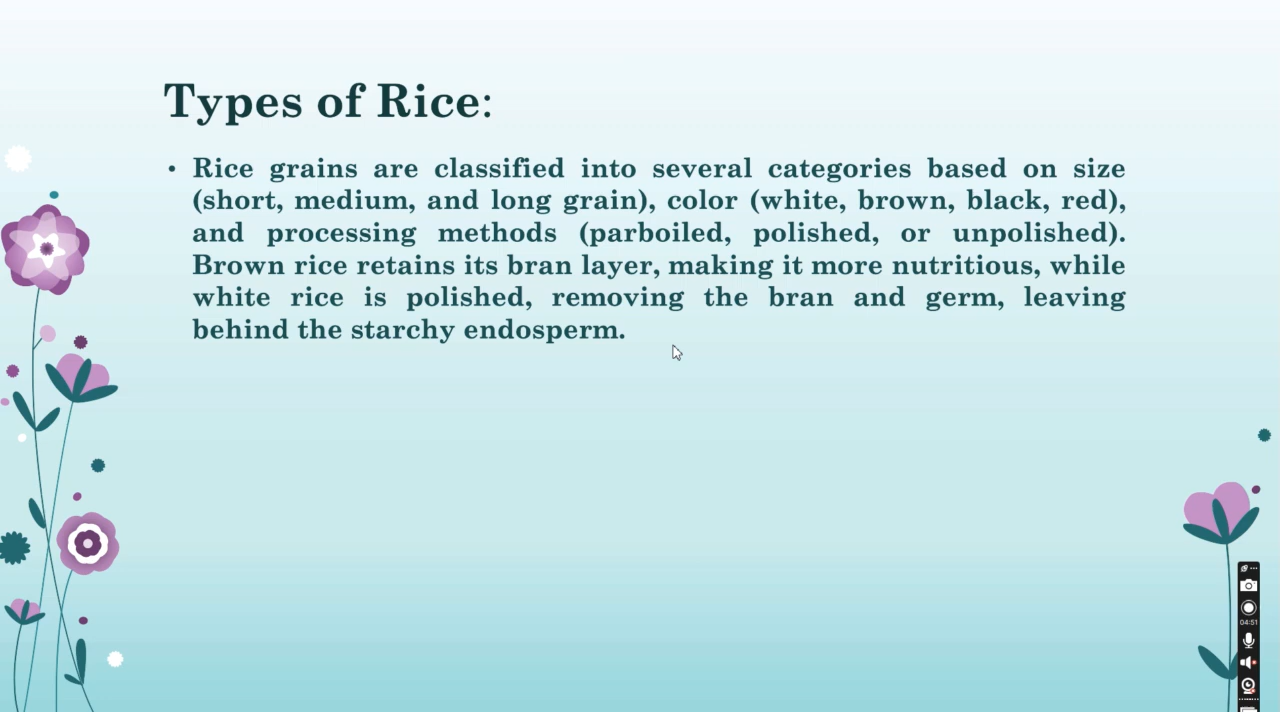 Types of Rice:
• Rice grains are classified into several categories based on size
(short, medium, and long grain), color (white, brown, black, red),
and processing methods (parboiled, polished, or unpolished).
Brown rice retains its bran layer, making it more nutritious, while
white rice is polished, removing the bran and germ, leaving
behind the starchy endosperm.
04:51